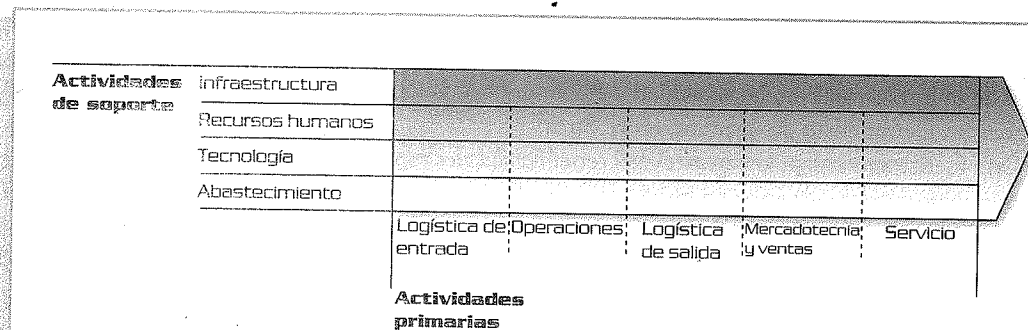 Actividades
de soporte
Infraestructura
Recursos humanos
Tecnología
Abastecimiento
Logística de
entrada
Operaciones
Logística
de salida
Mercadotecnia
y ventas
Servicio
Actividades
primarias